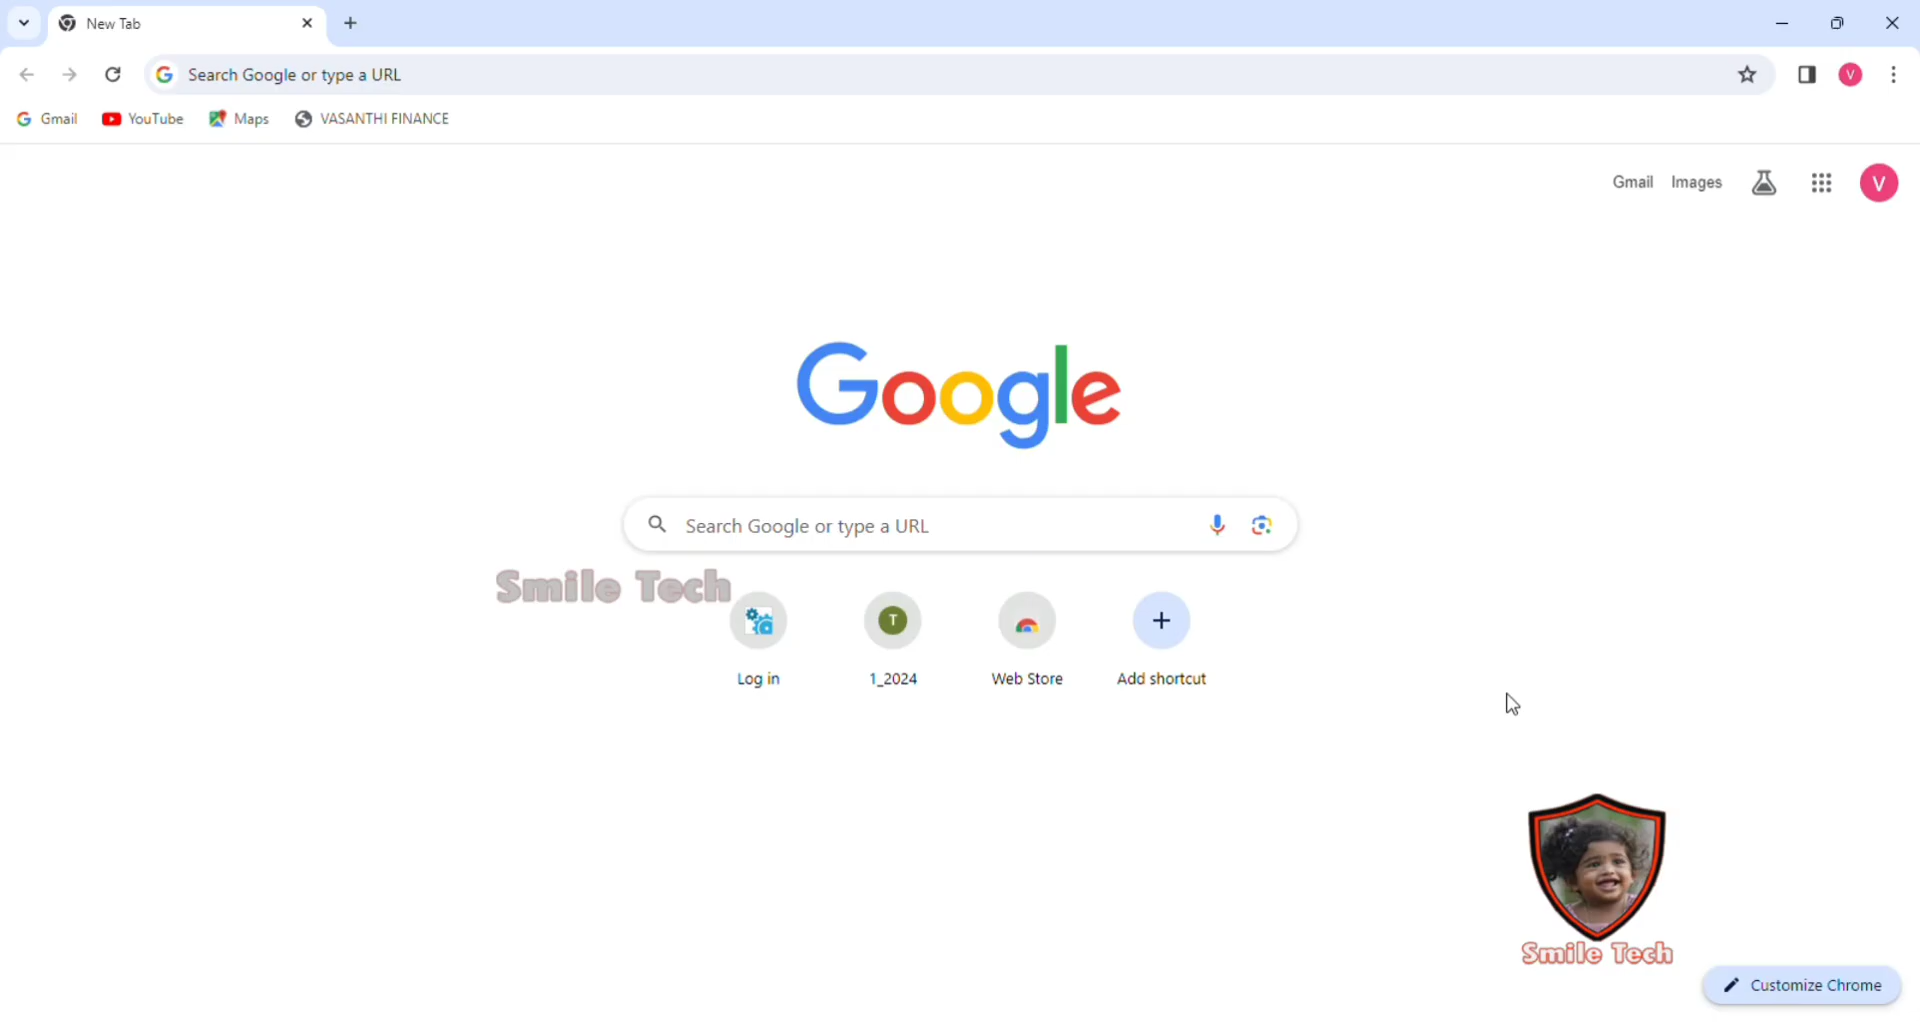 New Tab
Search Google or type a URL
Gmail YouTube Maps VASANTHI FINANCE
Gmail Images V
Google
Search Google or type a URL
Smile Tech
T
Log in 1_2024 Web Store Add shortcut
Smile Tech
Customize Chrome